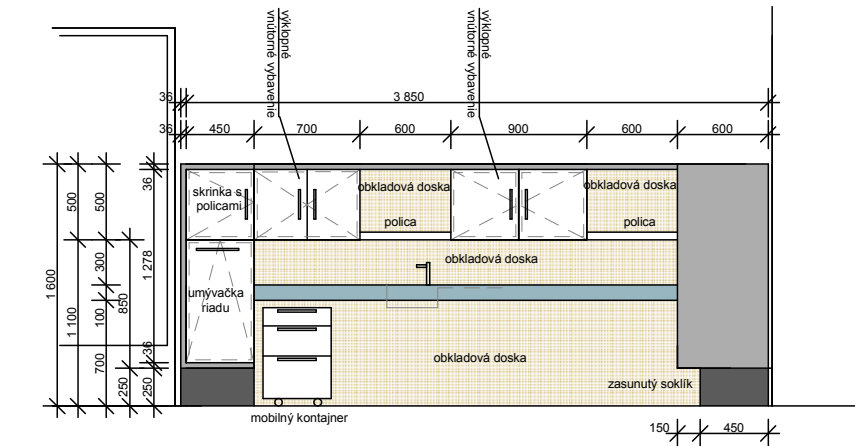 výklopné
vnútorné vybavenie
výklopné
vnútorné vybavenie
36
3 850
36
450
700
600
900
600
600
skrinka s
policami
obkladová doska
polica
obkladová doska
polica
obkladová doska
umývačka
riadu
obkladová doska
zasunutý soklík
mobilný kontajner
1 600
500
1 100
500
300
100
700
850
250
36
1 278
36
250
150
450